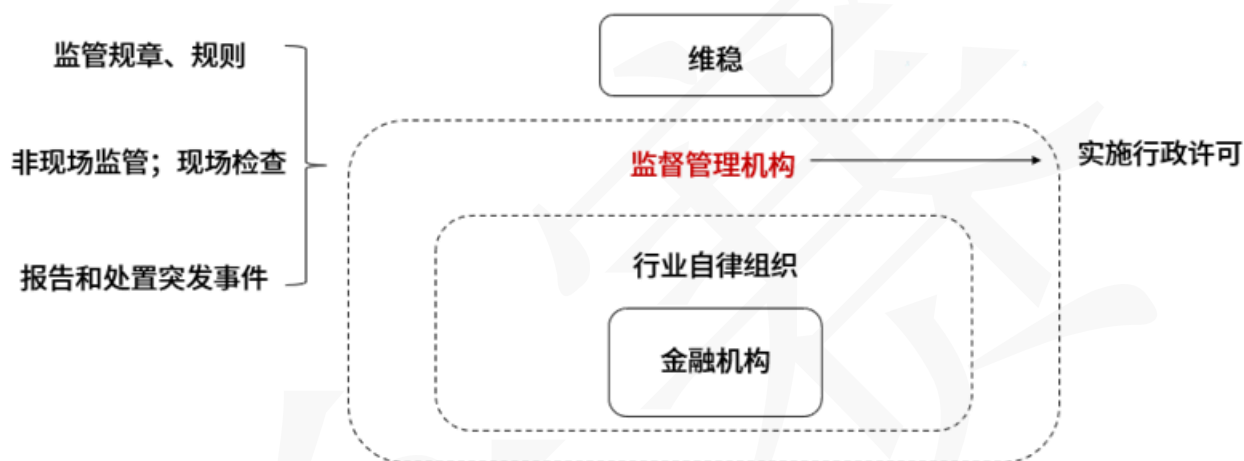 维稳
监管规章、规则
监督管理机构
实施行政许可
非现场监管；现场检查
行业自律组织
报告和处置突发事件
金融机构